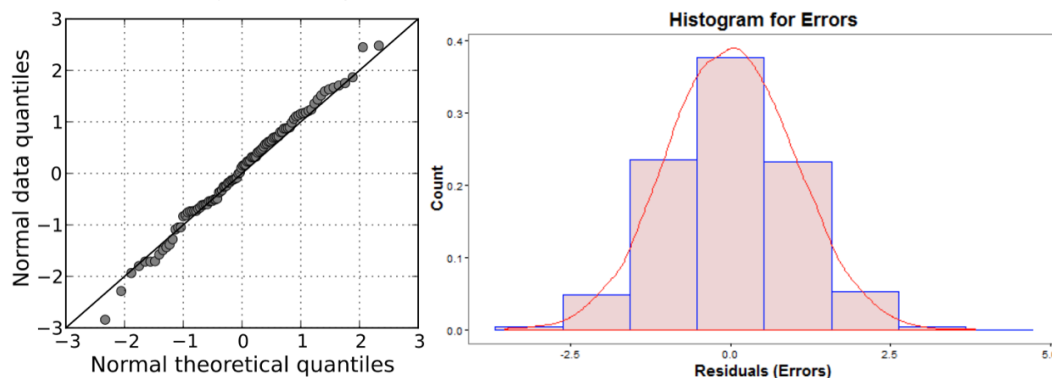 3
2
1
0
−1
−2
−3
−3 −2 −1 0 1 2 3
Normal data quantiles
Normal theoretical quantiles
Histogram for Errors
0.4
0.3
0.2
0.1
0.0
Count
-2.5 0.0 2.5 5.0
Residuals (Errors)